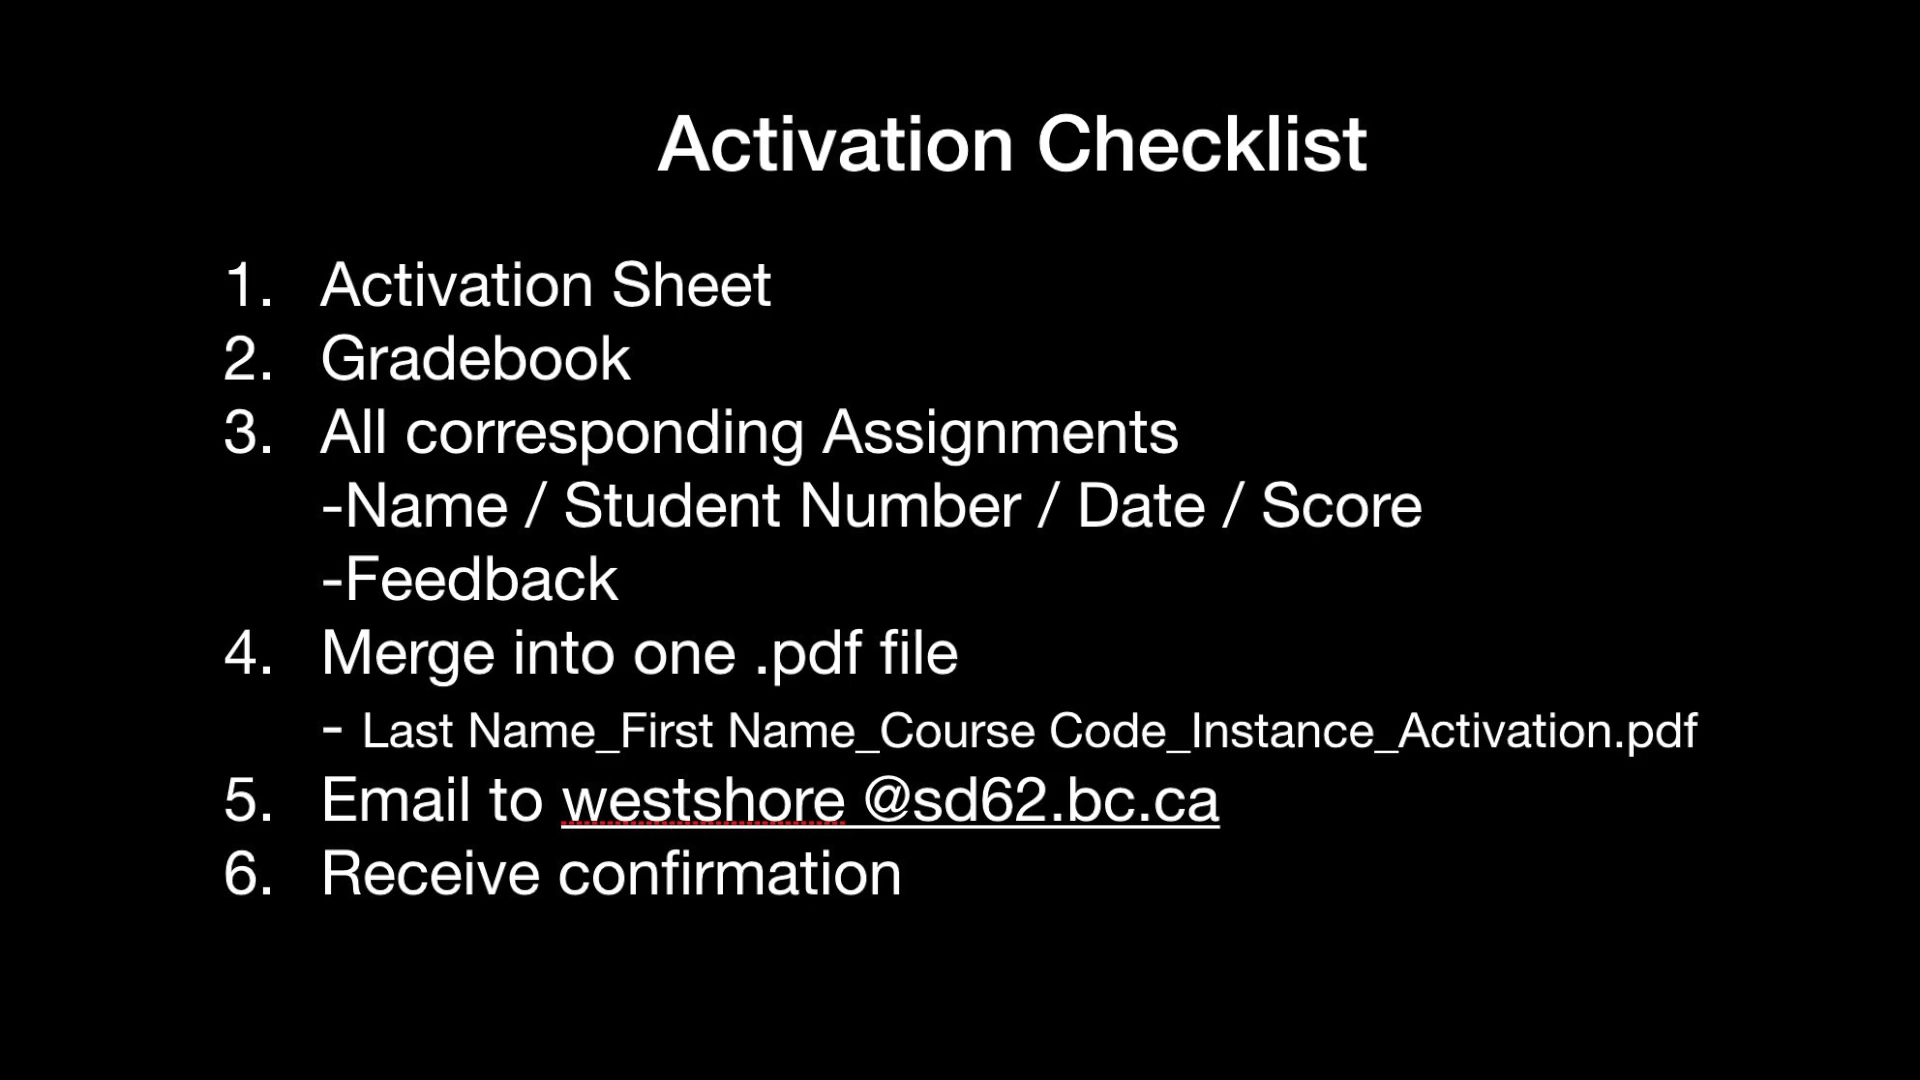 Activation Checklist
1. Activation Sheet
2. Gradebook
3. All corresponding Assignments
-Name / Student Number / Date / Score
-Feedback
4. Merge into one .pdf file
- Last Name_First Name_Course Code_Instance_Activation.pdf
5. Email to westshore @sd62.bc.ca
6. Receive confirmation